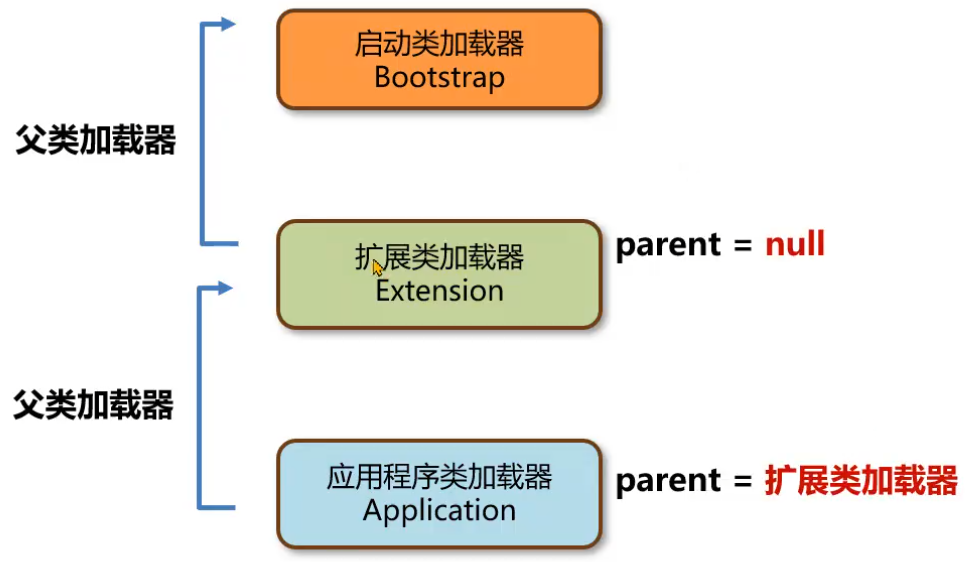 启动类加载器
Bootstrap
父类加载器
扩展类加载器
Extension
parent = null
父类加载器
应用程序类加载器
Application
parent = 扩展类加载器